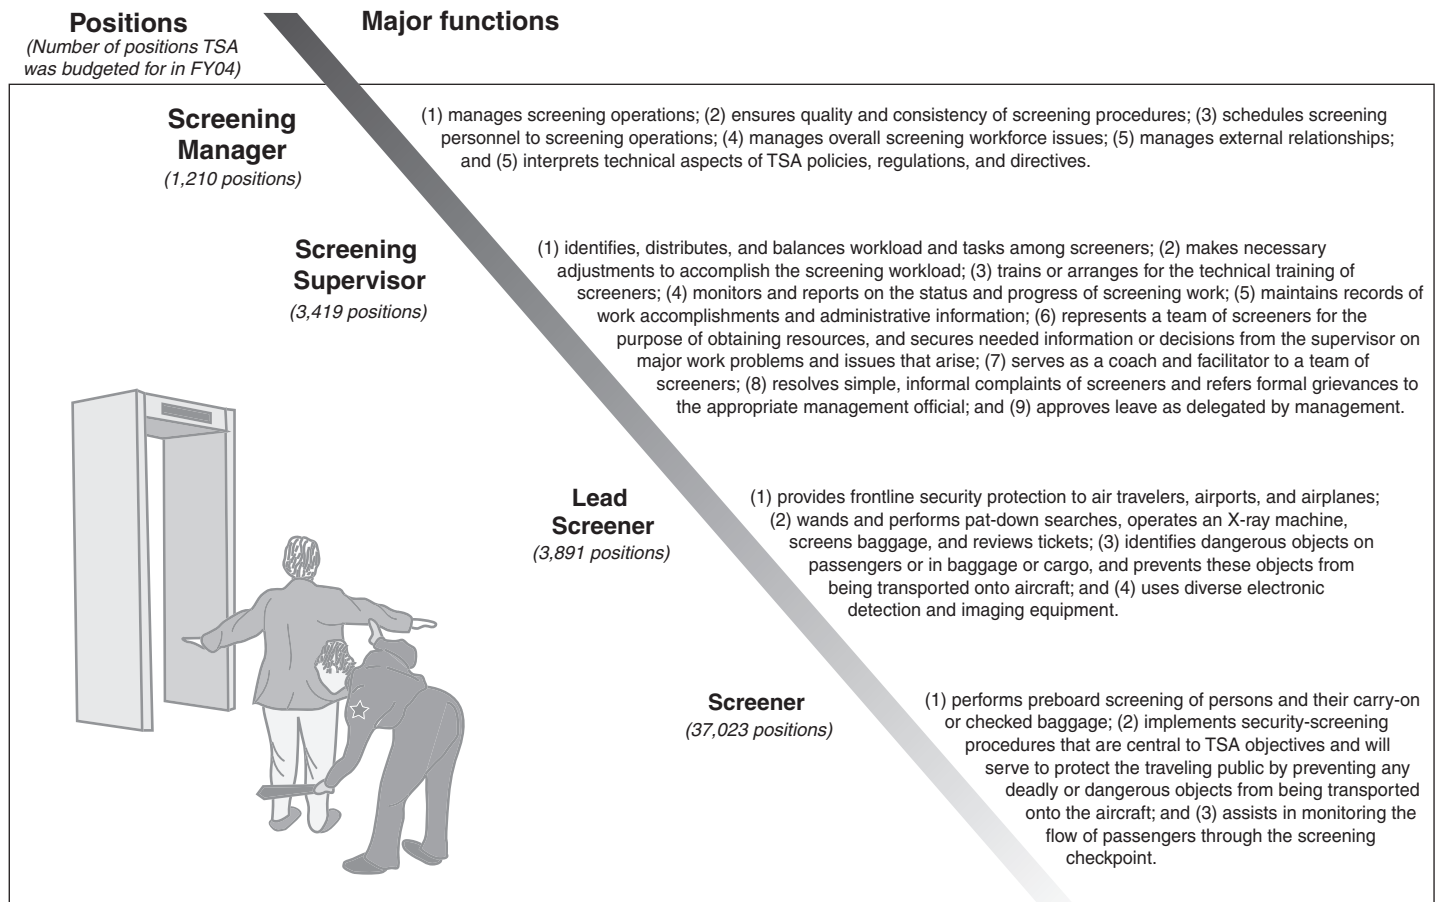 Positions
(Number of positions TSA
was budgeted for in FY04)
Major functions
Screening
Manager
(1,210 positions)
(1) manages screening operations; (2) ensures quality and consistency of screening procedures; (3) schedules screening
personnel to screening operations; (4) manages overall screening workforce issues; (5) manages external relationships;
and (5) interprets technical aspects of TSA policies, regulations, and directives.
Screening
Supervisor
(3,419 positions)
(1) identifies, distributes, and balances workload and tasks among screeners; (2) makes necessary
adjustments to accomplish the screening workload; (3) trains or arranges for the technical training of
screeners; (4) monitors and reports on the status and progress of screening work; (5) maintains records of
work accomplishments and administrative information; (6) represents a team of screeners for the
purpose of obtaining resources, and secures needed information or decisions from the supervisor on
major work problems and issues that arise; (7) serves as a coach and facilitator to a team of
screeners; (8) resolves simple, informal complaints of screeners and refers formal grievances to
the appropriate management official; and (9) approves leave as delegated by management.
Lead
Screener
(3,891 positions)
(1) provides frontline security protection to air travelers, airports, and airplanes;
(2) wands and performs pat-down searches, operates an X-ray machine,
screens baggage, and reviews tickets; (3) identifies dangerous objects on
passengers or in baggage or cargo, and prevents these objects from
being transported onto aircraft; and (4) uses diverse electronic
detection and imaging equipment.
Screener
(37,023 positions)
(1) performs preboard screening of persons and their carry-on
or checked baggage; (2) implements security-screening
procedures that are central to TSA objectives and will
serve to protect the traveling public by preventing any
deadly or dangerous objects from being transported
onto the aircraft; and (3) assists in monitoring the
flow of passengers through the screening
checkpoint.